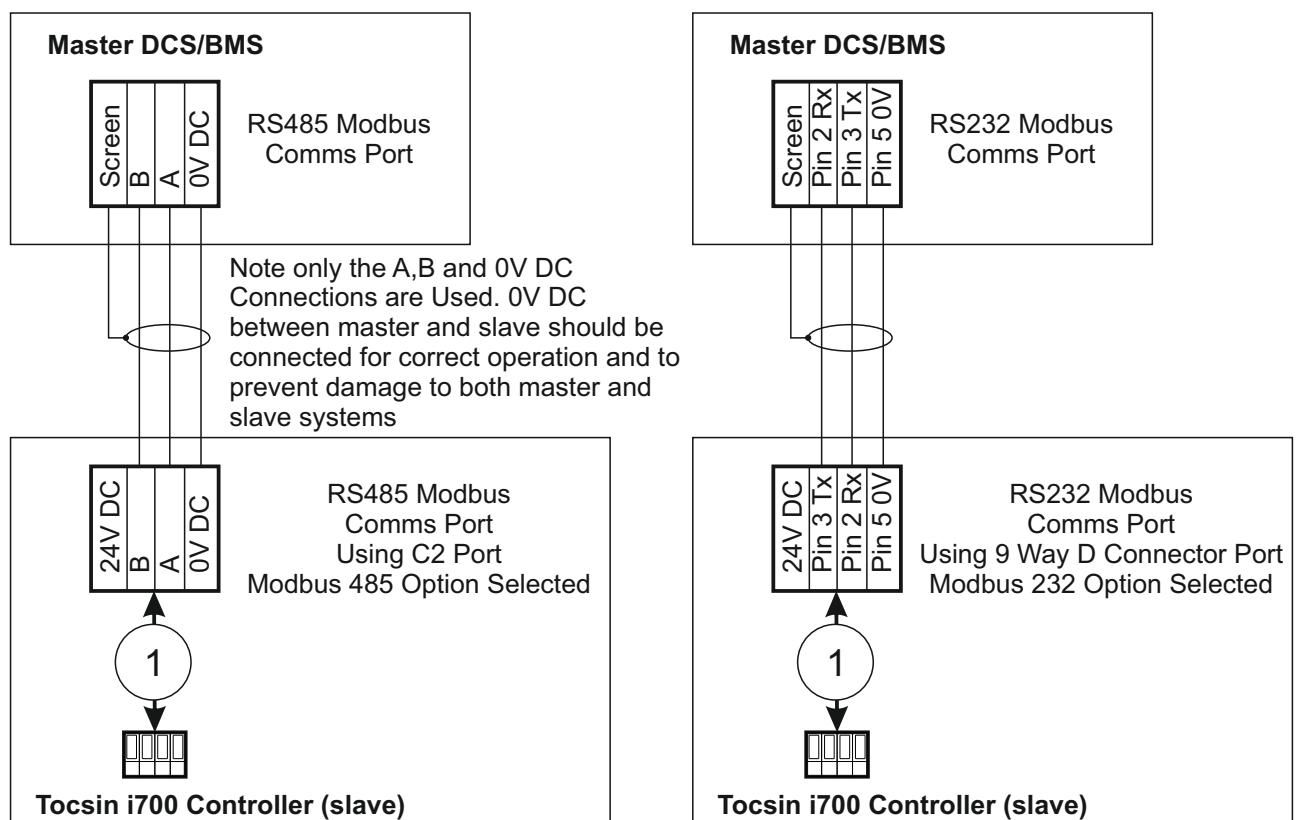 Master DCS/BMS
Screen
B
A
0V DC
RS485 Modbus
Comms Port
Note only the A,B and 0V DC
Connections are Used. 0V DC
between master and slave should be
connected for correct operation and to
prevent damage to both master and
slave systems
24V DC
B
A
0V DC
RS485 Modbus
Comms Port
Using C2 Port
Modbus 485 Option Selected
1
Tocsin i700 Controller (slave)
Master DCS/BMS
Screen
Pin 2 Rx
Pin 3 Tx
Pin 5 0V
RS232 Modbus
Comms Port
24V DC
Pin 3 Tx
Pin 2 Rx
Pin 5 0V
RS232 Modbus
Comms Port
Using 9 Way D Connector Port
Modbus 232 Option Selected
1
Tocsin i700 Controller (slave)